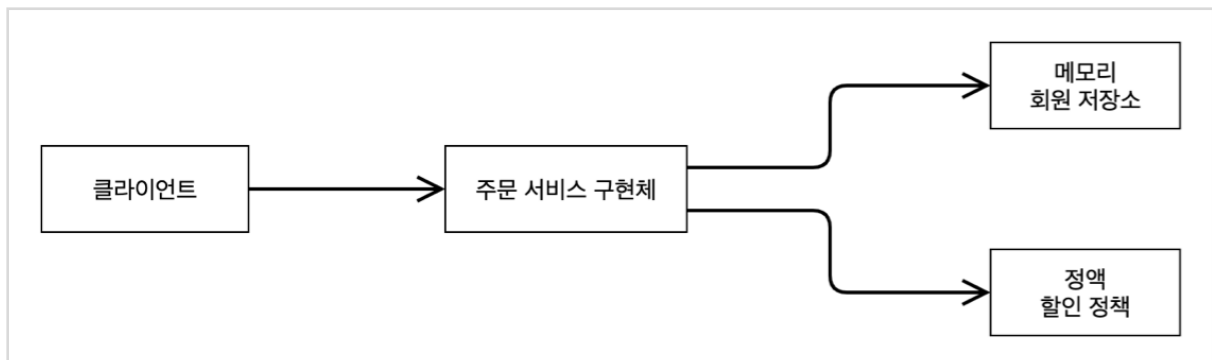 클라이언트
주문 서비스 구현체
메모리
회원 저장소
정액
할인 정책